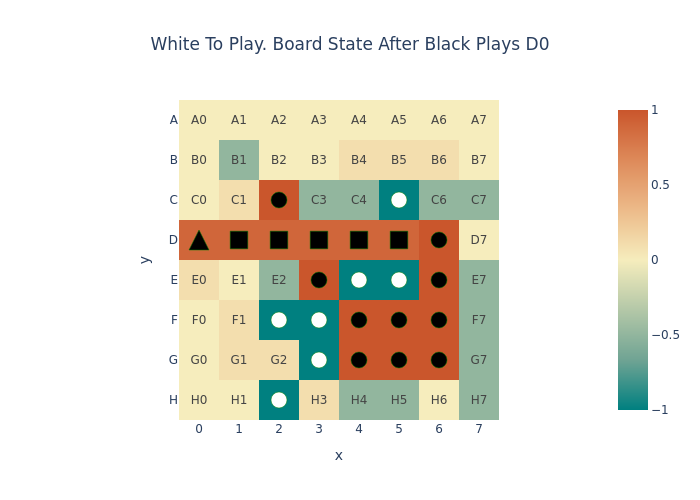 White To Play. Board State After Black Plays D0
A A0 A1 A2 A3 A4 A5 A6 A7
B B0 B1 B2 B3 B4 B5 B6 B7
C C0 C1 C3 C4 C6 C7
D D7
E E0 E1 E2 E7
F F0 F1 F7
G G0 G1 G2 G7
H H0 H1 H3 H4 H5 H6 H7
0 1 2 3 4 5 6 7
x
y
1
0.5
0
−0.5
−1